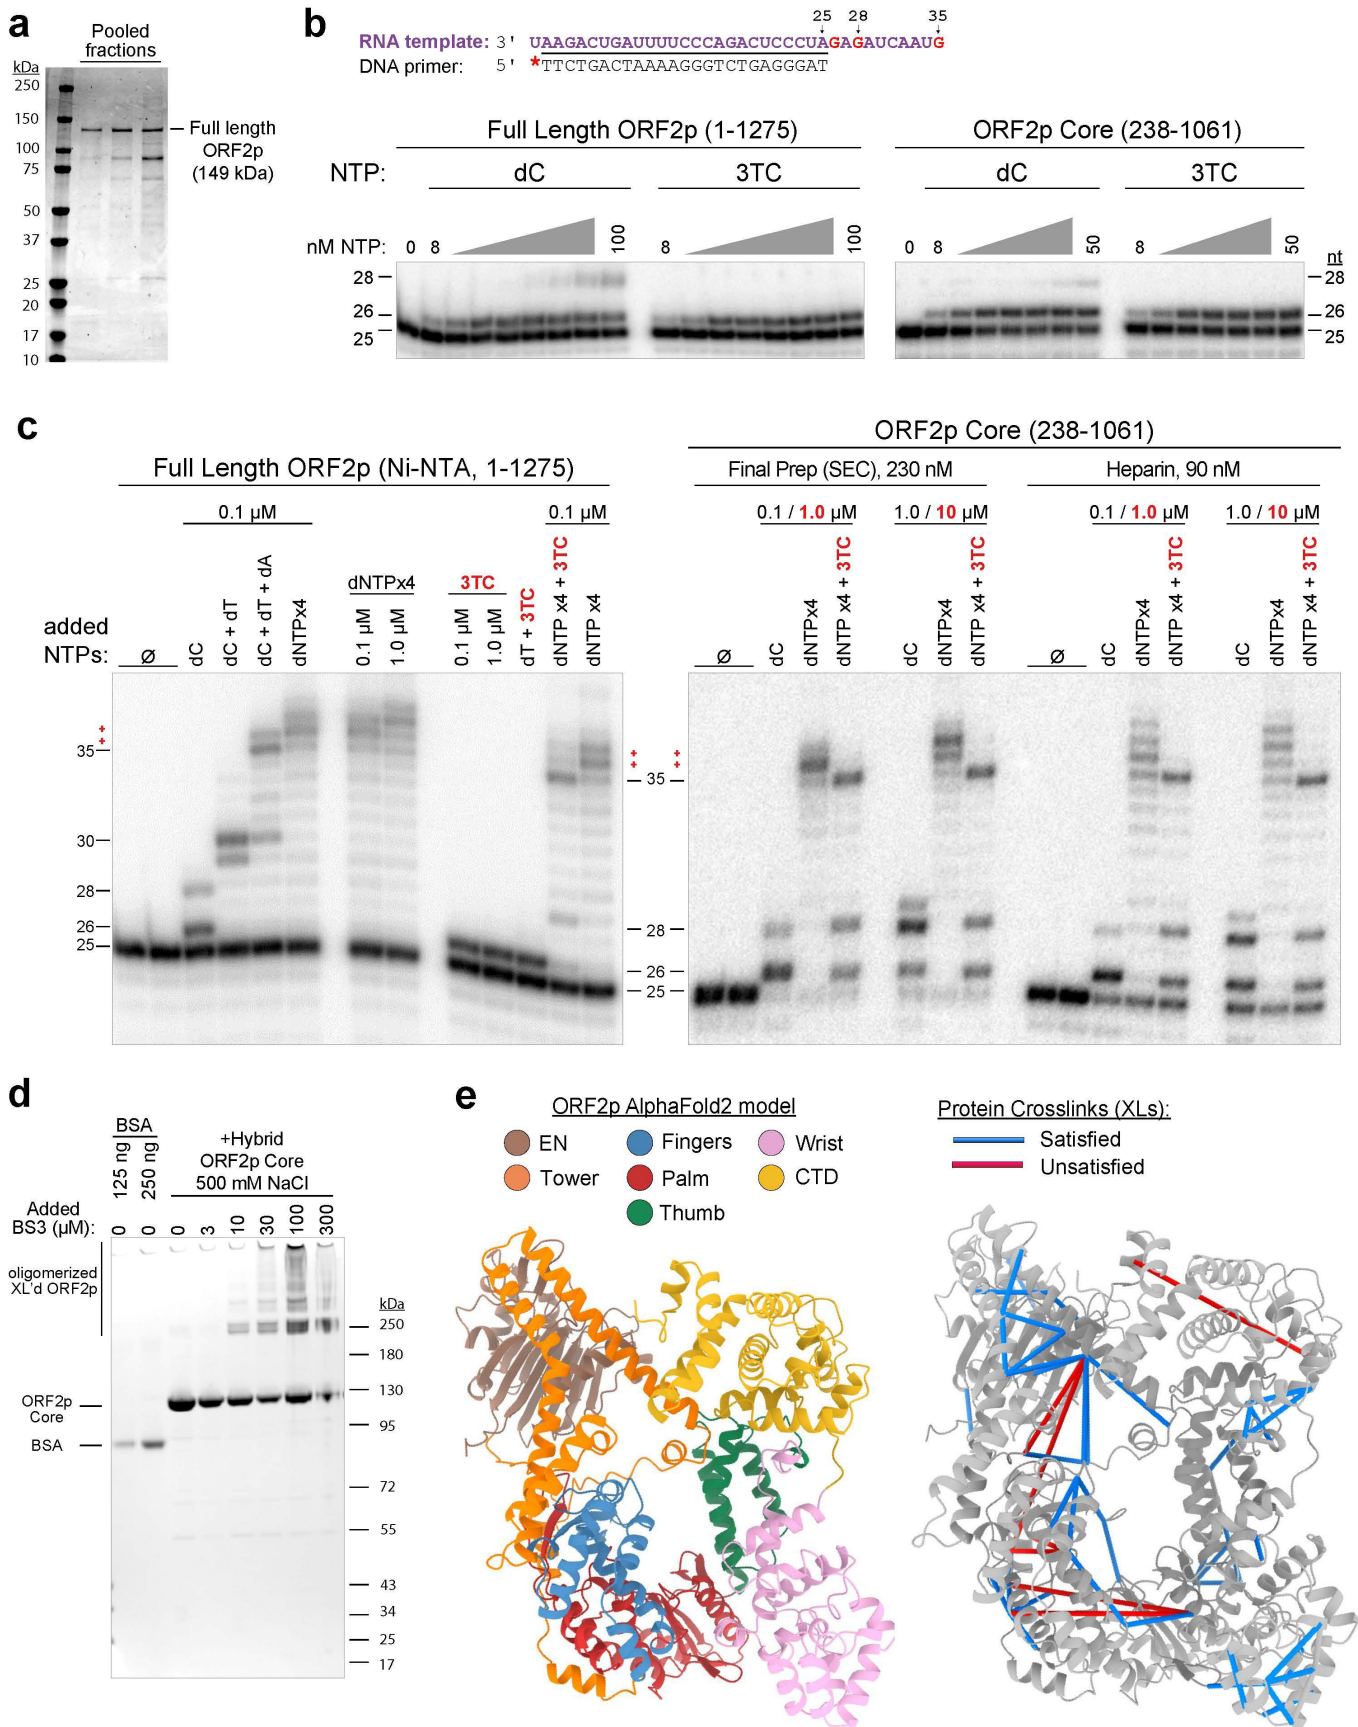 a
Pooled
fractions
kDa
250
150
100
75
50
37
25
20
17
10
Full length
ORF2p
(149 kDa)
b
25 28 35
RNA template: 3' UAAGACUGAUUUUCCCAGACUCCCUAGAGAUCAAUG
DNA primer: 5' *TTCTGACTAAAAGGGTCTGAGGGAT
Full Length ORF2p (1-1275)
ORF2p Core (238-1061)
NTP: dC 3TC dC 3TC
nM NTP: 0 8 100 8 100 0 8 50 8 50
nt
28
26
25
28
26
25
c
Full Length ORF2p (Ni-NTA, 1-1275)
ORF2p Core (238-1061)
Final Prep (SEC), 230 nM
Heparin, 90 nM
0.1 µM
0.1 µM
0.1 / 1.0 µM
1.0 / 10 µM
0.1 / 1.0 µM
1.0 / 10 µM
added
NTPs:
Ø
dC
dC + dT
dC + dT + dA
dNTPx4
dNTPx4
0.1 µM
1.0 µM
3TC
0.1 µM
1.0 µM
dT + 3TC
dNTP x4 + 3TC
dNTP x4
Ø
dC
dNTPx4
dNTP x4 + 3TC
dC
dNTPx4
dNTP x4 + 3TC
Ø
dC
dNTPx4
dNTP x4 + 3TC
dC
dNTPx4
dNTP x4 + 3TC
+
+
35
30
28
26
25
+ +
+ +
35
28
26
25
d
BSA
125 ng
250 ng
+Hybrid
ORF2p Core
500 mM NaCl
Added
BS3 (µM):
0 0 0 3 10 30 100 300
oligomerized
XL'd ORF2p
ORF2p
Core
BSA
kDa
250
180
130
95
72
55
43
34
25
17
e
ORF2p AlphaFold2 model
EN
Fingers
Wrist
Tower
Palm
CTD
Thumb
Protein Crosslinks (XLs):
Satisfied
Unsatisfied